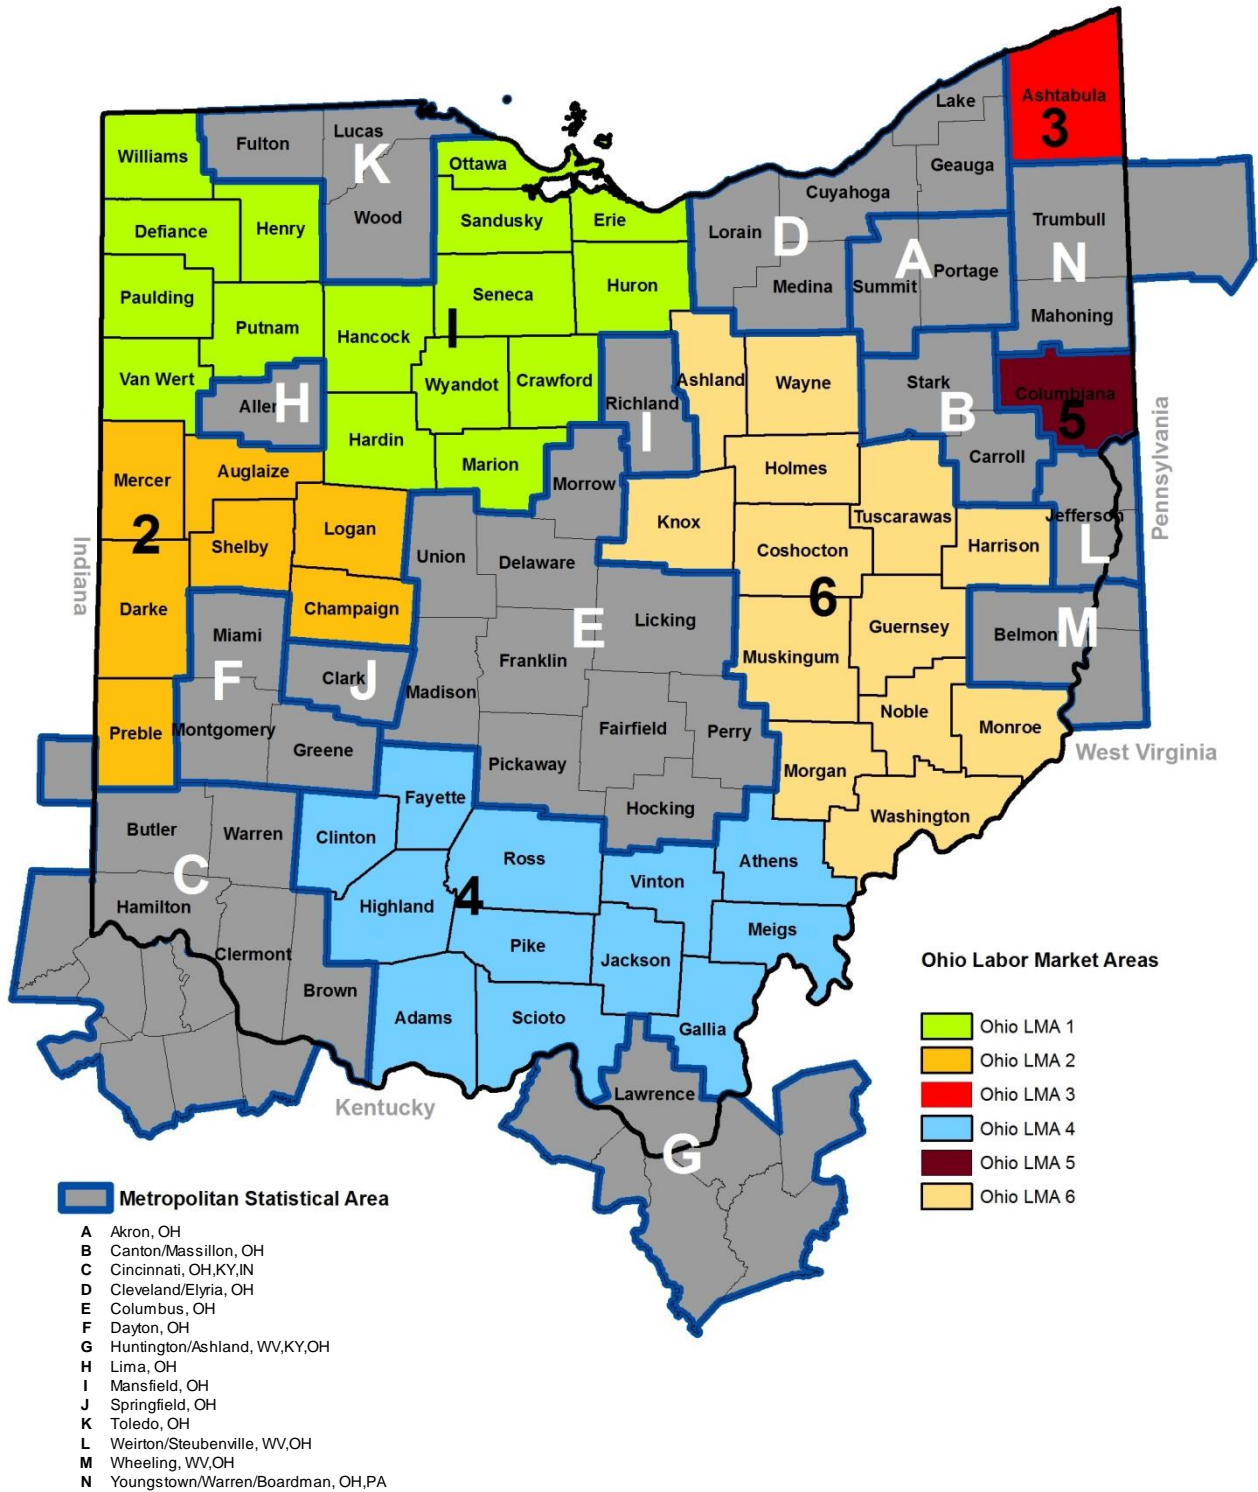 Lake
Ashtabula
3
Lucas
Fulton
K
Williams
Ottawa
Geauga
Cuyahoga
Wood
Sandusky
Erie
Trumbull
Defiance
Henry
Lorain
D
A
N
Portage
Paulding
Seneca
Huron
Medina
Summit
Putnam
Hancock
I
Mahoning
Van Wert
Wyandot
Crawford
Ashland
Wayne
Stark
Columbiana
Allen
H
Richland
B
5
Hardin
I
Marion
Carroll
Mercer
Auglaize
Morrow
Holmes
2
Logan
Knox
Tuscarawas
Jefferson
Pennsylvania
Shelby
Union
Delaware
Coshocton
Harrison
L
Indiana
Darke
Champaign
E
Licking
6
Guernsey
Belmon
M
Miami
F
Clark
J
Franklin
Muskingum
Madison
Noble
Preble
Montgomery
Greene
Fairfield
Perry
Monroe
Pickaway
Morgan
West Virginia
Fayette
Hocking
Washington
Butler
Warren
Clinton
Ross
Athens
C
Vinton
Hamilton
Highland
4
Meigs
Clermont
Pike
Jackson
Brown
Adams
Scioto
Gallia
Lawrence
Kentucky
G
Ohio Labor Market Areas
Ohio LMA 1
Ohio LMA 2
Ohio LMA 3
Ohio LMA 4
Ohio LMA 5
Ohio LMA 6
Metropolitan Statistical Area
A Akron, OH
B Canton/Massillon, OH
C Cincinnati, OH,KY,IN
D Cleveland/Elyria, OH
E Columbus, OH
F Dayton, OH
G Huntington/Ashland, WV,KY,OH
H Lima, OH
I Mansfield, OH
J Springfield, OH
K Toledo, OH
L Weirton/Steubenville, WV,OH
M Wheeling, WV,OH
N Youngstown/Warren/Boardman, OH,PA